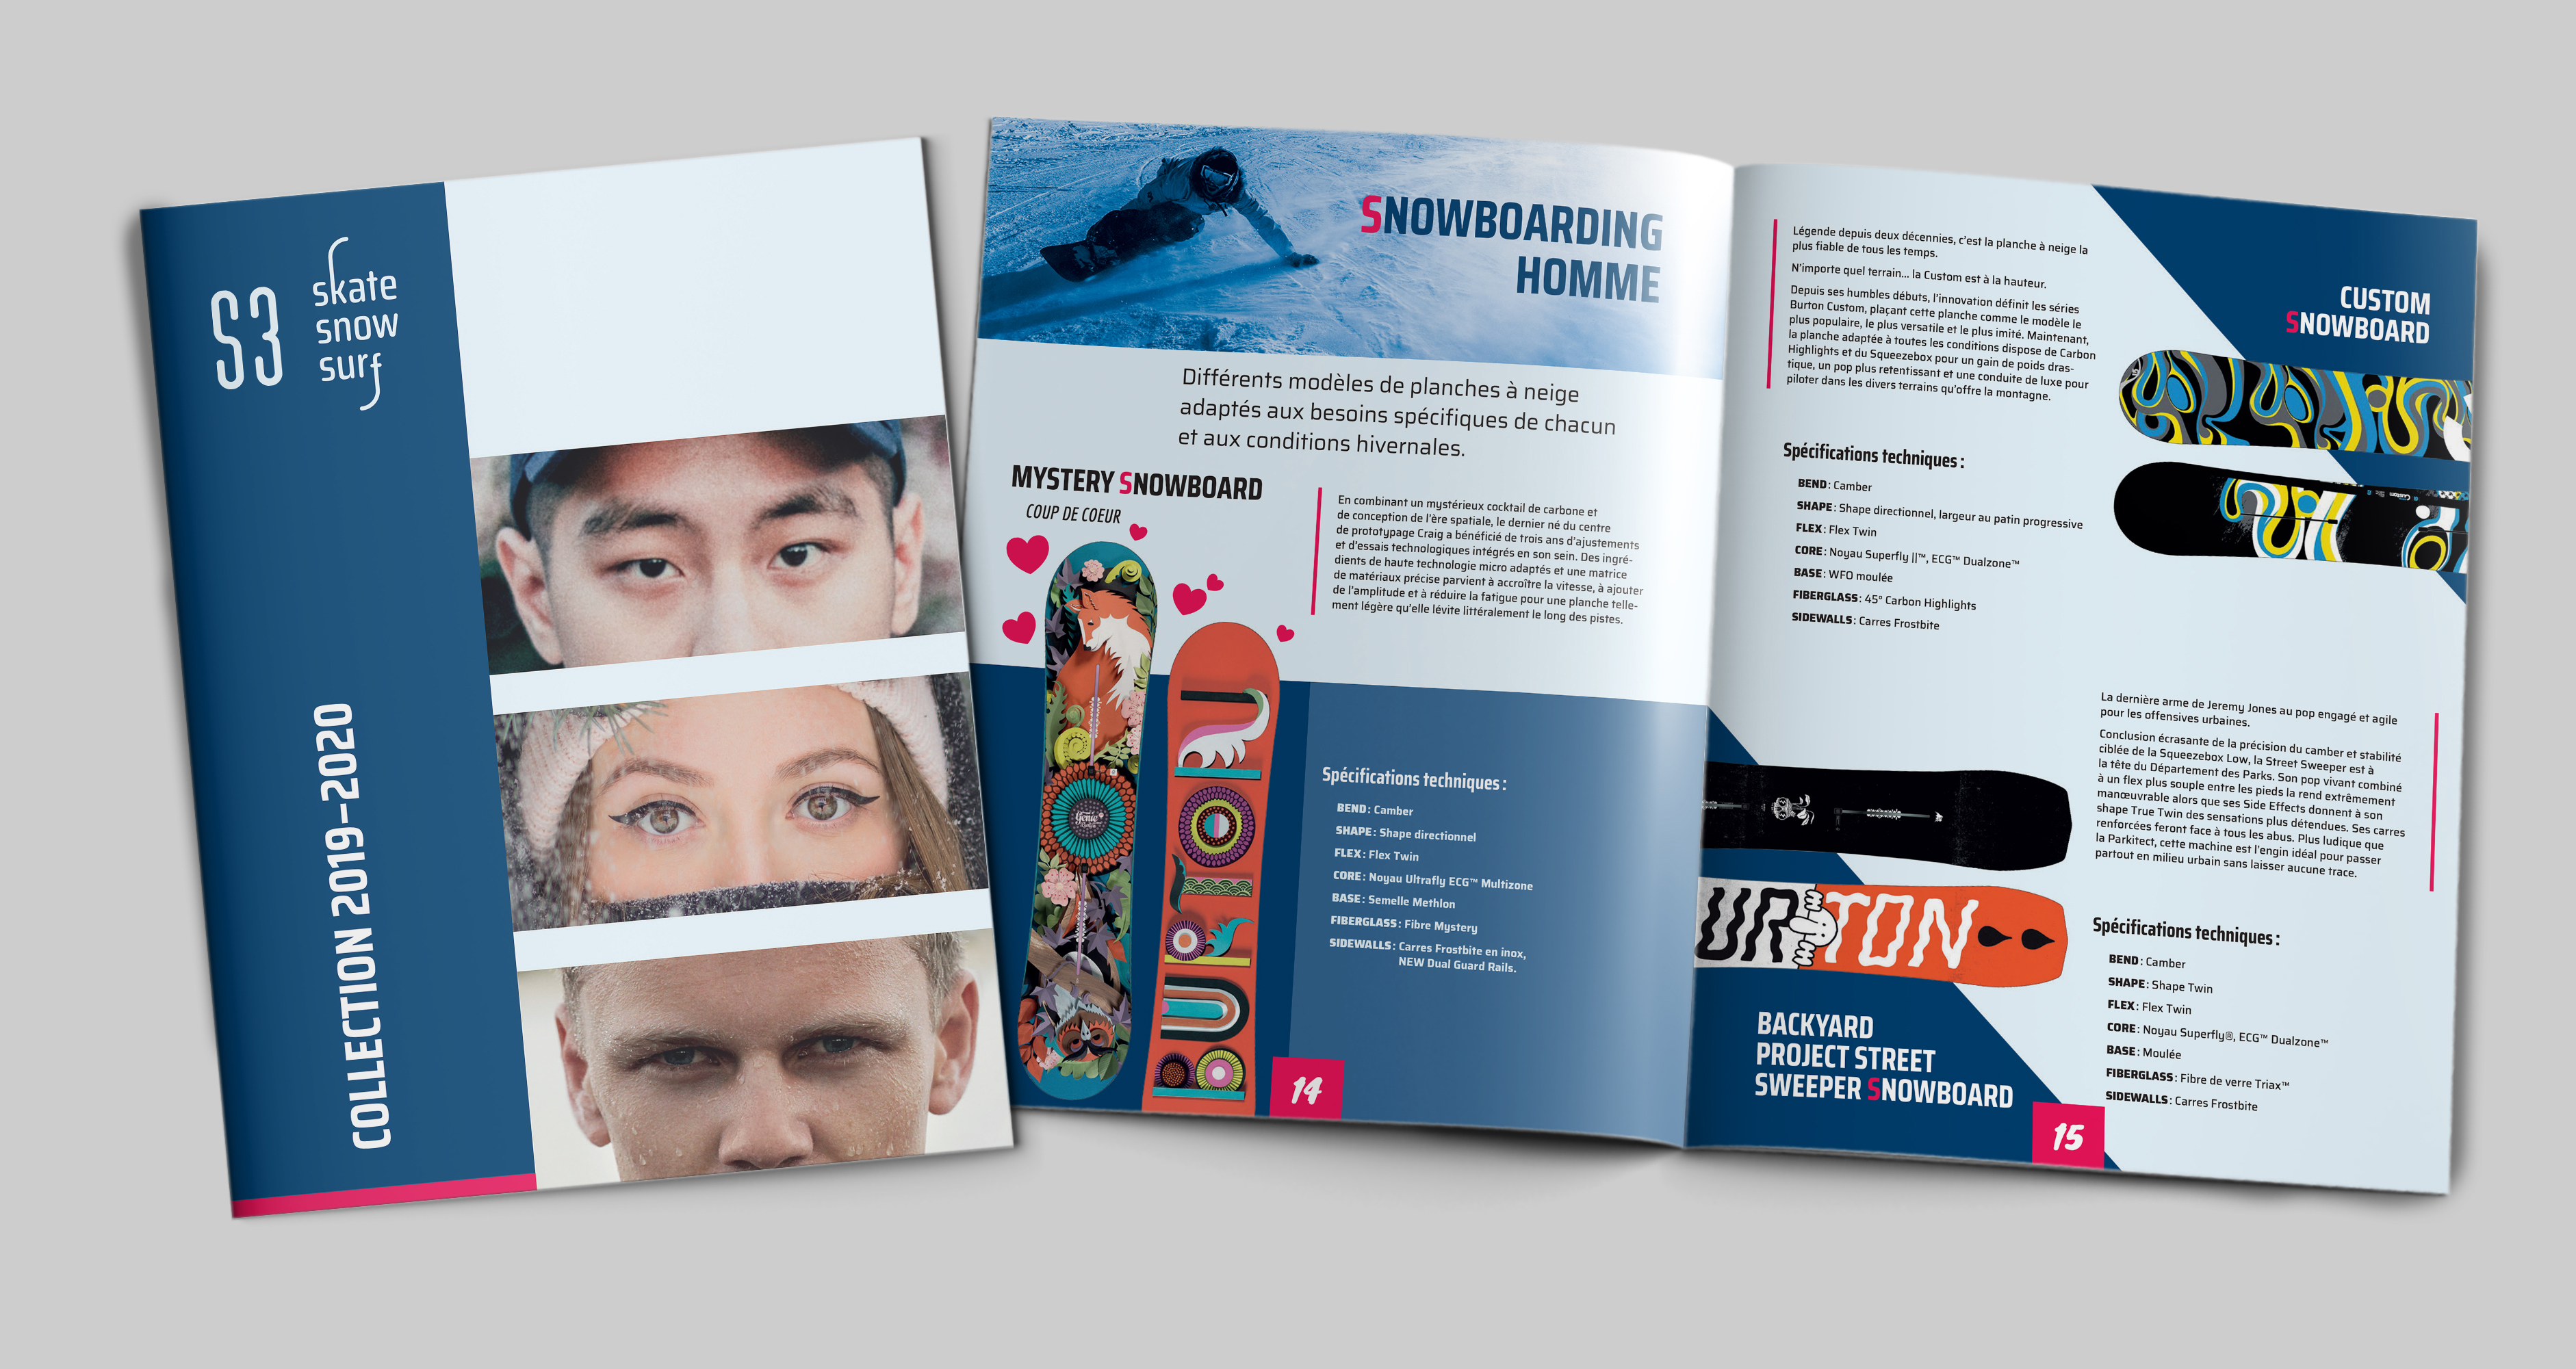 S3
skate
snow
surf
COLLECTION 2019-2020
SNOWBOARDING
HOMME
Différents modèles de planches à neige
adaptés aux besoins spécifiques de chacun
et aux conditions hivernales.
MYSTERY SNOWBOARD
COUP DE COEUR
En combinant un mystérieux cocktail de carbone et
de conception de l'ère spatiale, le dernier né du centre
de prototypage Craig a bénéficié de trois ans d'ajustements
et d'essais technologiques intégrés en son sein. Des ingré-
dients de haute technologie micro adaptés et une matrice
de matériaux précise parvient à accroître la vitesse, à ajouter
de l'amplitude et à réduire la fatigue pour une planche telle-
ment légère qu'elle lévite littéralement le long des pistes.
Genie
BURTON
Spécifications techniques :
BEND : Camber
SHAPE : Shape directionnel
FLEX : Flex Twin
CORE : Noyau Ultrafly ECG™ Multizone
BASE : Semelle Methlon
FIBERGLASS : Fibre Mystery
SIDEWALLS : Carres Frostbite en inox,
NEW Dual Guard Rails.
14
Légende depuis deux décennies, c'est la planche à neige la
plus fiable de tous les temps.
N'importe quel terrain... la Custom est à la hauteur.
Depuis ses humbles débuts, l'innovation définit les séries
Burton Custom, plaçant cette planche comme le modèle le
plus populaire, le plus versatile et le plus imité. Maintenant,
la planche adaptée à toutes les conditions dispose de Carbon
Highlights et du Squeezebox pour un gain de poids dras-
tique, un pop plus retentissant et une conduite de luxe pour
piloter dans les divers terrains qu'offre la montagne.
CUSTOM
SNOWBOARD
Custom
Spécifications techniques :
BEND : Camber
SHAPE : Shape directionnel, largeur au patin progressive
FLEX : Flex Twin
CORE : Noyau Superfly ||™, ECG™ Dualzone™
BASE : WFO moulée
FIBERGLASS : 45° Carbon Highlights
SIDEWALLS : Carres Frostbite
La dernière arme de Jeremy Jones au pop engagé et agile
pour les offensives urbaines.
Conclusion écrasante de la précision du camber et stabilité
ciblée de la Squeezebox Low, la Street Sweeper est à
la tête du Département des Parks. Son pop vivant combiné
à un flex plus souple entre les pieds la rend extrêmement
manœuvrable alors que ses Side Effects donnent à son
shape True Twin des sensations plus détendues. Ses carres
renforcées feront face à tous les abus. Plus ludique que
la Parkitect, cette machine est l'engin idéal pour passer
partout en milieu urbain sans laisser aucune trace.
URTON
BACKYARD
PROJECT STREET
SWEEPER SNOWBOARD
Spécifications techniques :
BEND : Camber
SHAPE : Shape Twin
FLEX : Flex Twin
CORE : Noyau Superfly®, ECG™ Dualzone™
BASE : Moulée
FIBERGLASS : Fibre de verre Triax™
SIDEWALLS : Carres Frostbite
15